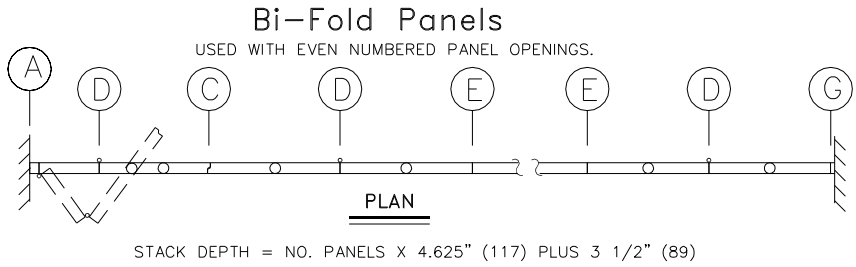 Bi-Fold Panels
USED WITH EVEN NUMBERED PANEL OPENINGS.
A D C D E E D G
PLAN
STACK DEPTH = NO. PANELS X 4.625" (117) PLUS 3 1/2" (89)